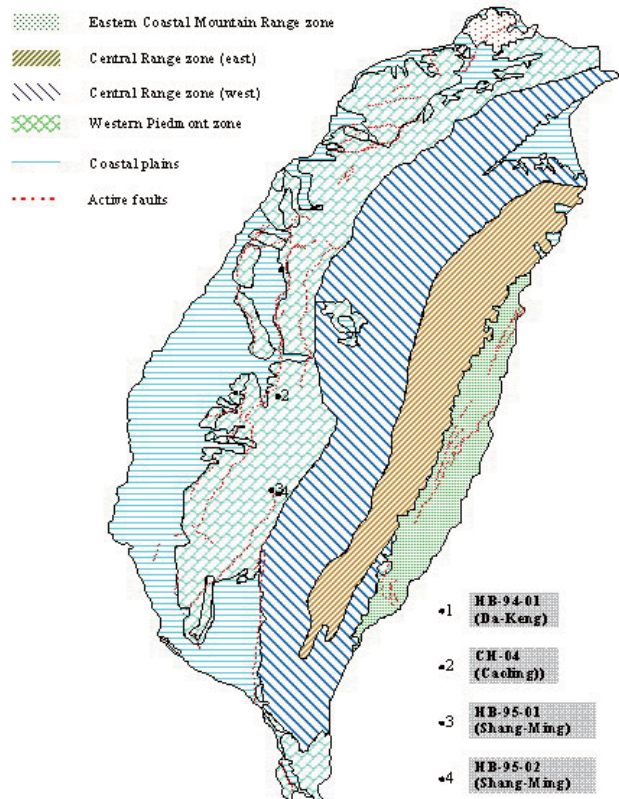 Eastern Coastal Mountain Range zone
Central Range zone (east)
Central Range zone (west)
Western Piedmont zone
Coastal plains
Active faults
1
2
3
4
1 HB-94-01
(Da-Keng)
2 CH-04
(Caoling))
3 HB-95-01
(Shang-Ming)
4 HB-95-02
(Shang-Ming)